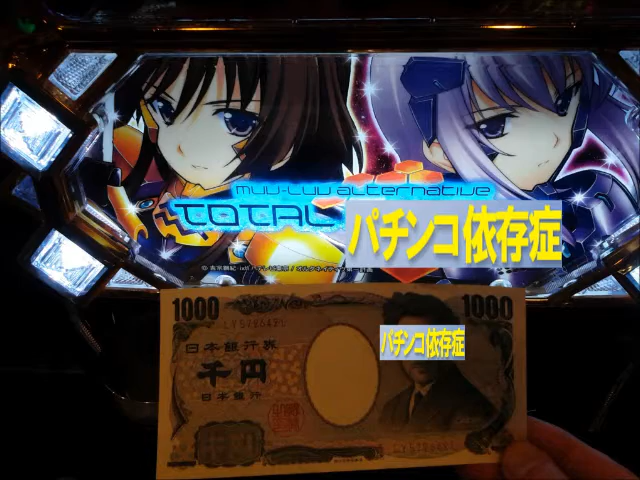 muv-luv alternative
TOTAL
パチンコ依存症
1000 1000
パチンコ依存症
日本銀行券
千円
日本銀行